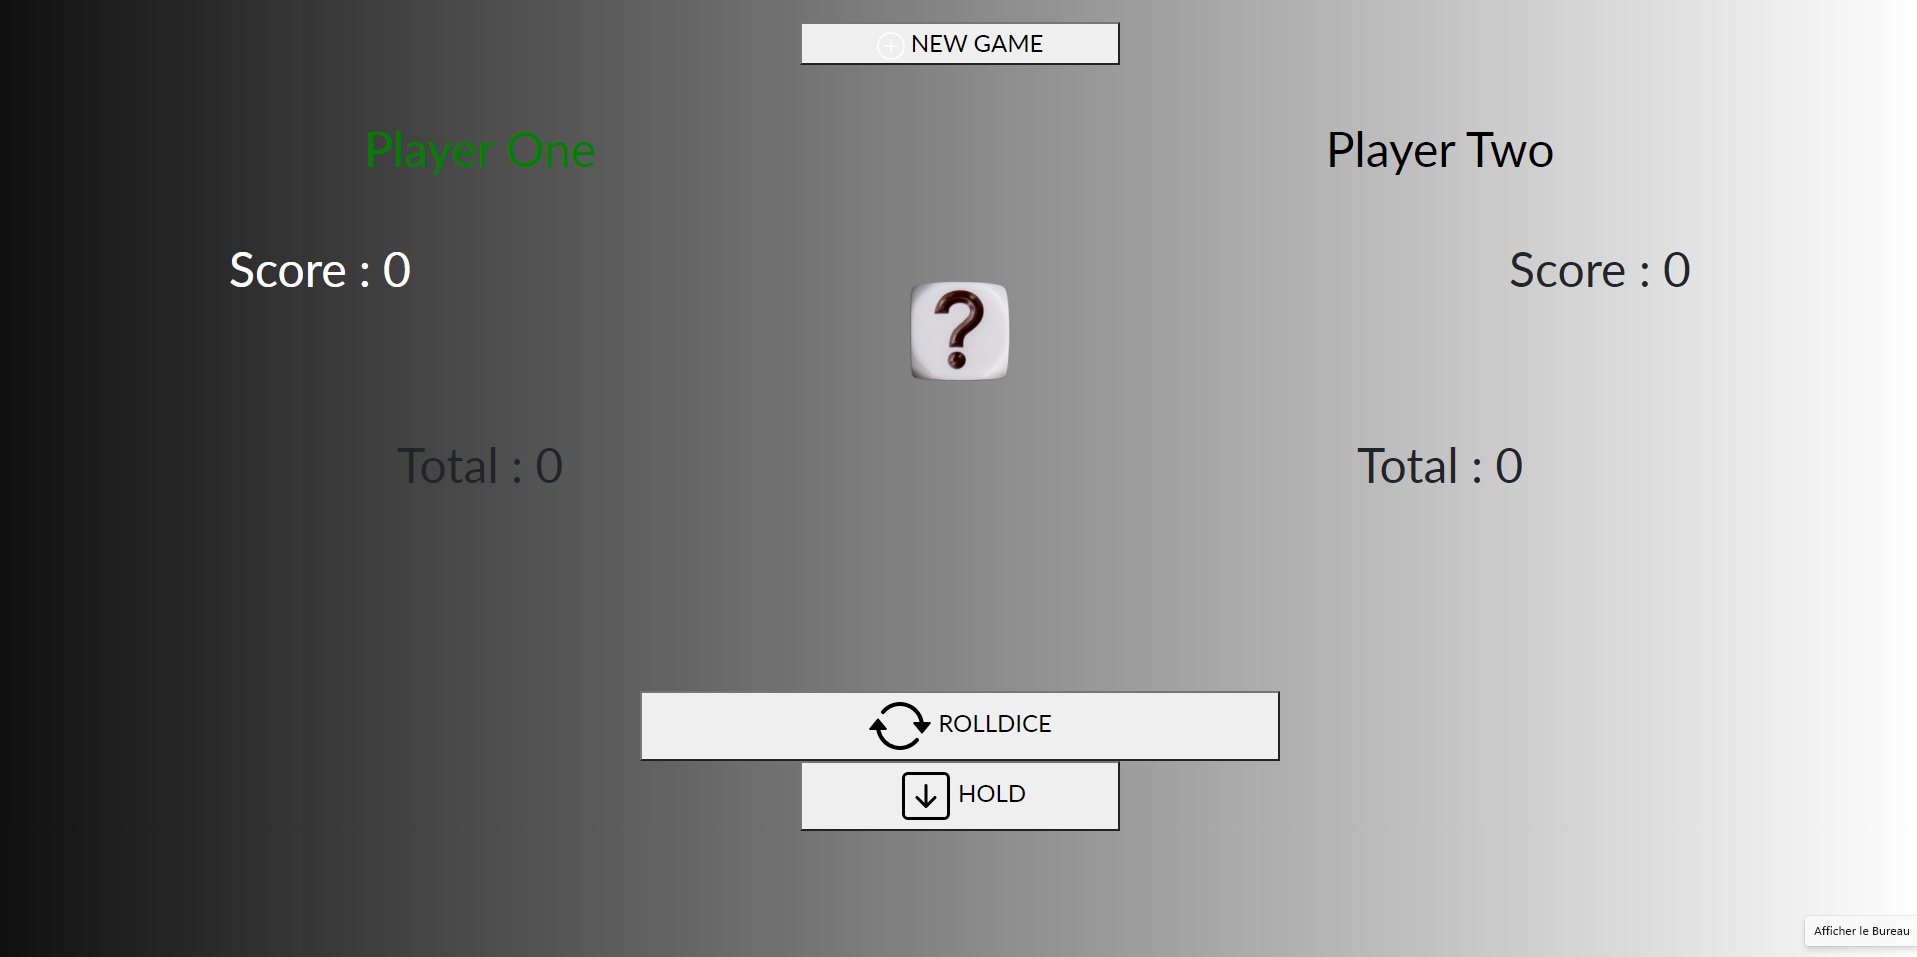 NEW GAME
Player One
Player Two
Score : 0
Score : 0
?
Total : 0
Total : 0
ROLLDICE
HOLD
Afficher le Bureau